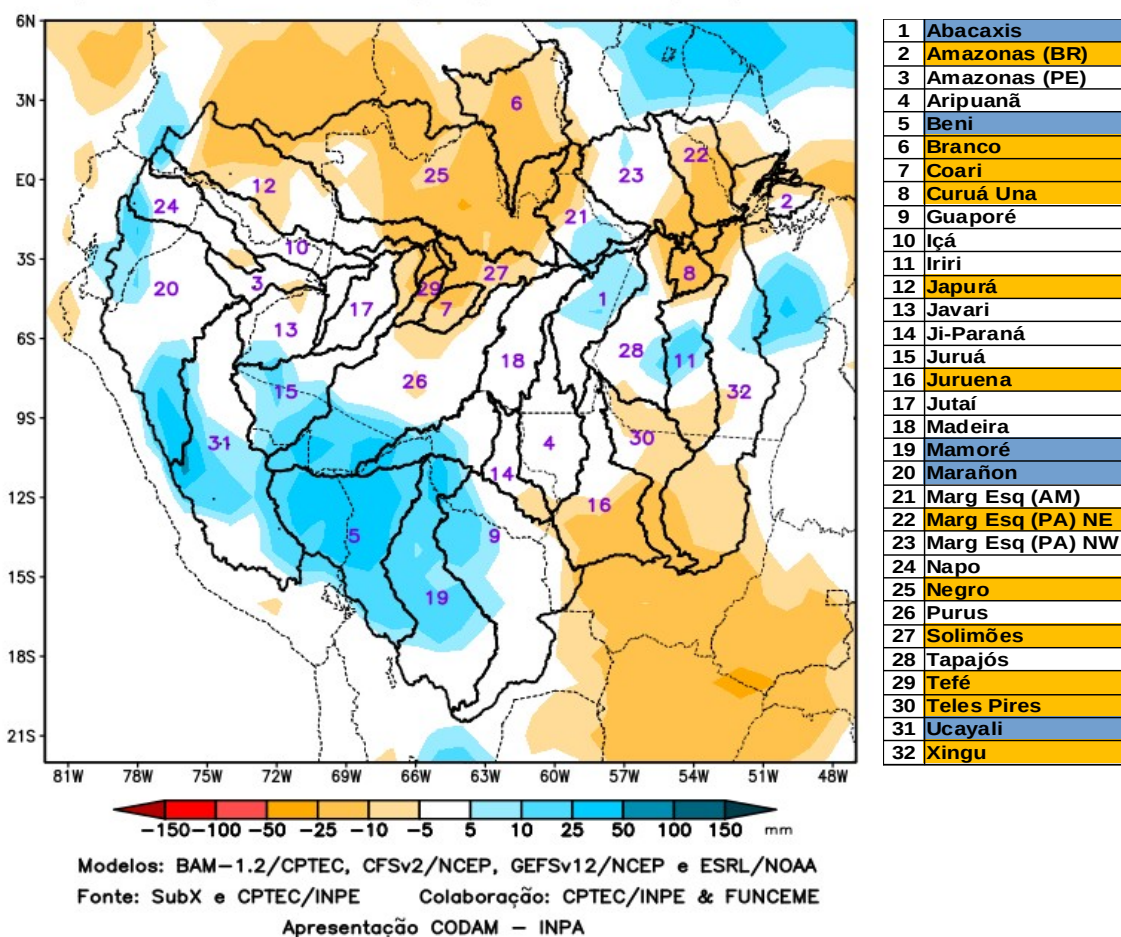 6N
3N
EQ
3S
6S
9S
12S
15S
18S
21S
81W 78W 75W 72W 69W 66W 63W 60W 57W 54W 51W 48W
6
22
25
23
12
2
24
21
10
27
8
3
29
20
7
1
17
13
18
28
11
26
15
32
31
4
30
14
16
5
9
19
−150 −100 −50 −25 −10 −5 5 10 25 50 100 150 mm
Modelos: BAM−1.2/CPTEC, CFSv2/NCEP, GEFSv12/NCEP e ESRL/NOAA
Fonte: SubX e CPTEC/INPE Colaboração: CPTEC/INPE & FUNCEME
Apresentação CODAM − INPA
1 Abacaxis
2 Amazonas (BR)
3 Amazonas (PE)
4 Aripuanã
5 Beni
6 Branco
7 Coari
8 Curuá Una
9 Guaporé
10 Içá
11 Iriri
12 Japurá
13 Javari
14 Ji-Paraná
15 Juruá
16 Juruena
17 Jutaí
18 Madeira
19 Mamoré
20 Marañon
21 Marg Esq (AM)
22 Marg Esq (PA) NE
23 Marg Esq (PA) NW
24 Napo
25 Negro
26 Purus
27 Solimões
28 Tapajós
29 Tefé
30 Teles Pires
31 Ucayali
32 Xingu